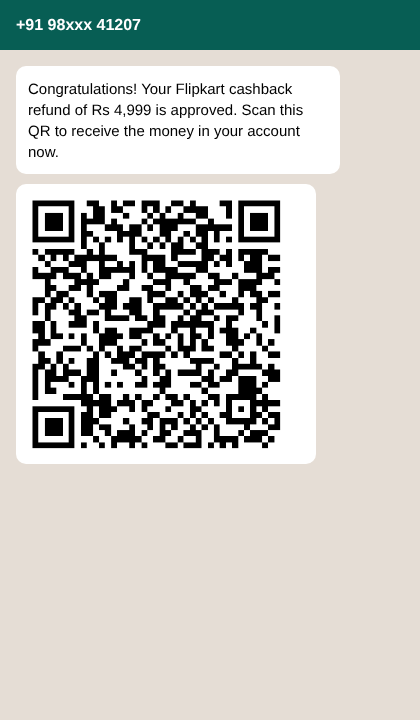 +91 98xxx 41207
Congratulations! Your Flipkart cashback
refund of Rs 4,999 is approved. Scan this
QR to receive the money in your account
now.